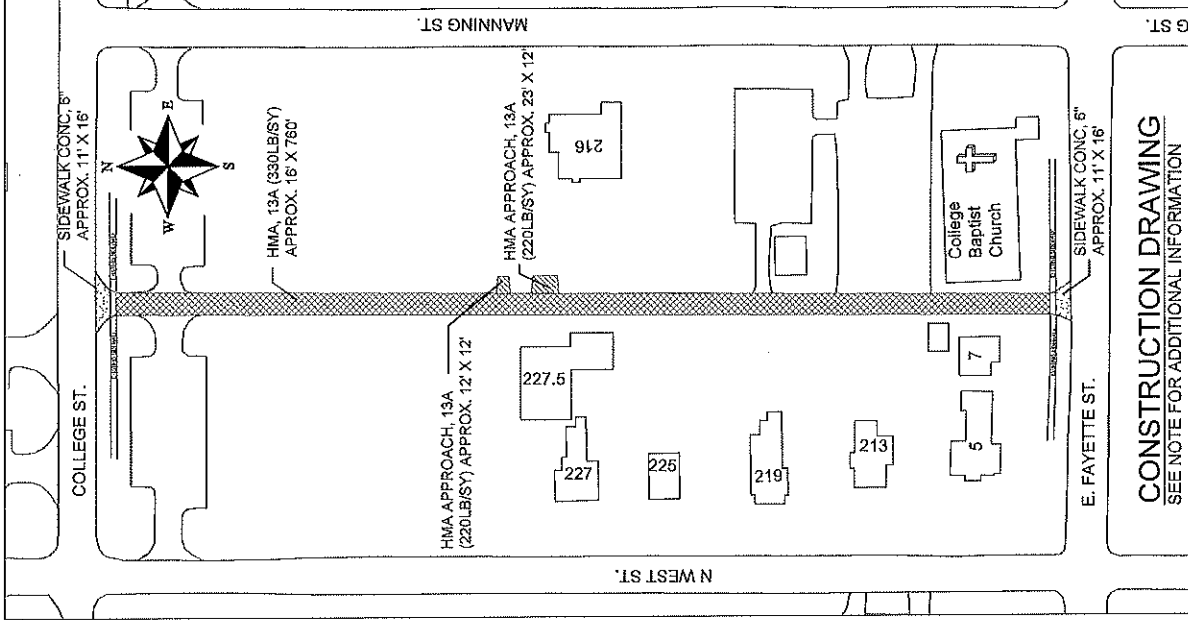 MANNING ST.
G ST.
SIDEWALK CONC, 6"
APPROX. 11' X 16'
COLLEGE ST.
N
E
S
W
HMA, 13A (330LB/SY)
APPROX. 16' X 760'
HMA APPROACH, 13A
(220LB/SY) APPROX. 23' X 12'
HMA APPROACH, 13A
(220LB/SY) APPROX. 12' X 12'
216
227.5
227
225
219
213
5
7
College
Baptist
Church
SIDEWALK CONC, 6"
APPROX. 11' X 16'
E. FAYETTE ST.
N WEST ST.
CONSTRUCTION DRAWING
SEE NOTE FOR ADDITIONAL INFORMATION